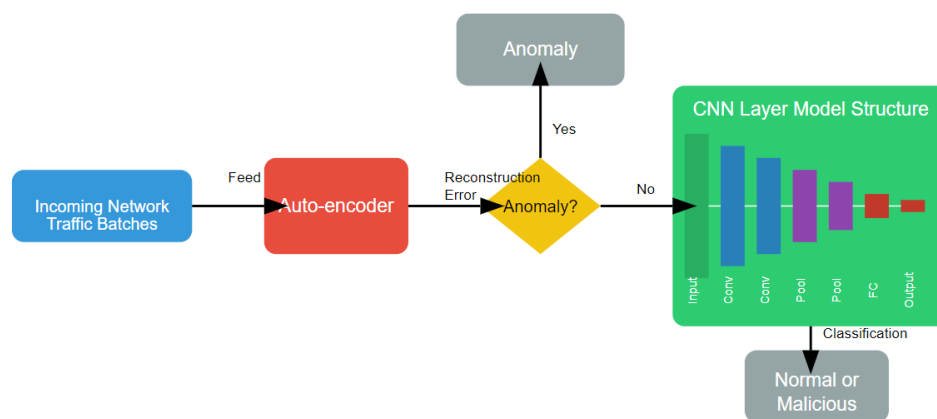 Anomaly
CNN Layer Model Structure
Yes
Feed
Reconstruction
Error
No
Incoming Network
Traffic Batches
Auto-encoder
Anomaly?
Input
Conv
Conv
Pool
Pool
FC
Output
Classification
Normal or
Malicious